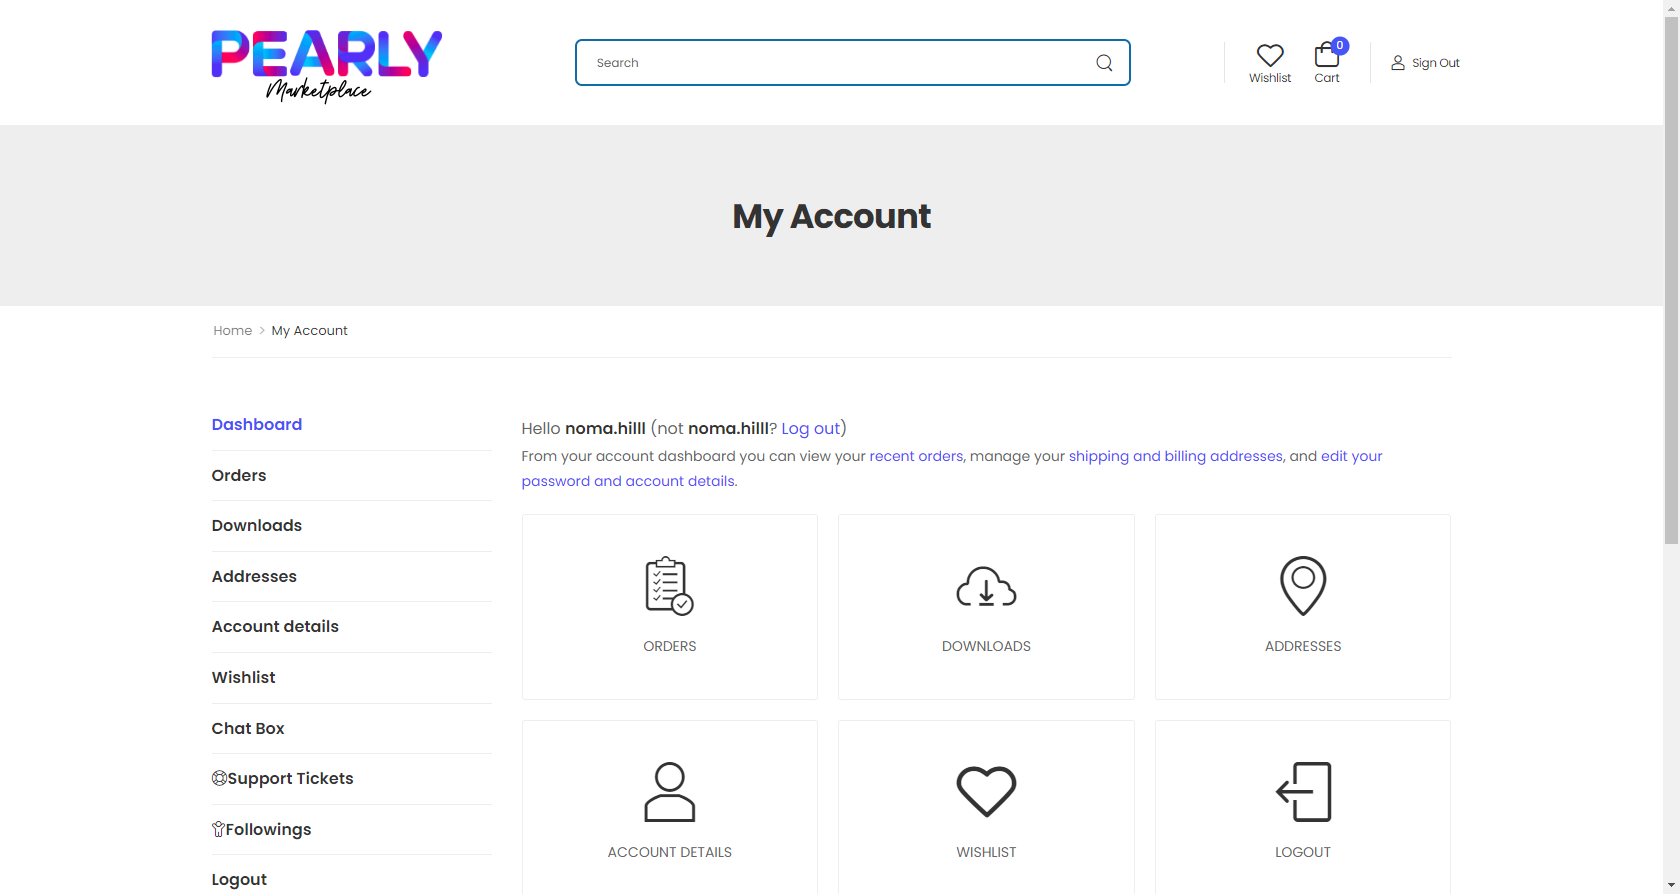 PEARLY
Marketplace
Search
Wishlist
0
Cart
Sign Out
My Account
Home > My Account
Dashboard
Orders
Downloads
Addresses
Account details
Wishlist
Chat Box
Support Tickets
Followings
Logout
Hello noma.hilll (not noma.hilll? Log out)
From your account dashboard you can view your recent orders, manage your shipping and billing addresses, and edit your
password and account details.
ORDERS
DOWNLOADS
ADDRESSES
ACCOUNT DETAILS
WISHLIST
LOGOUT